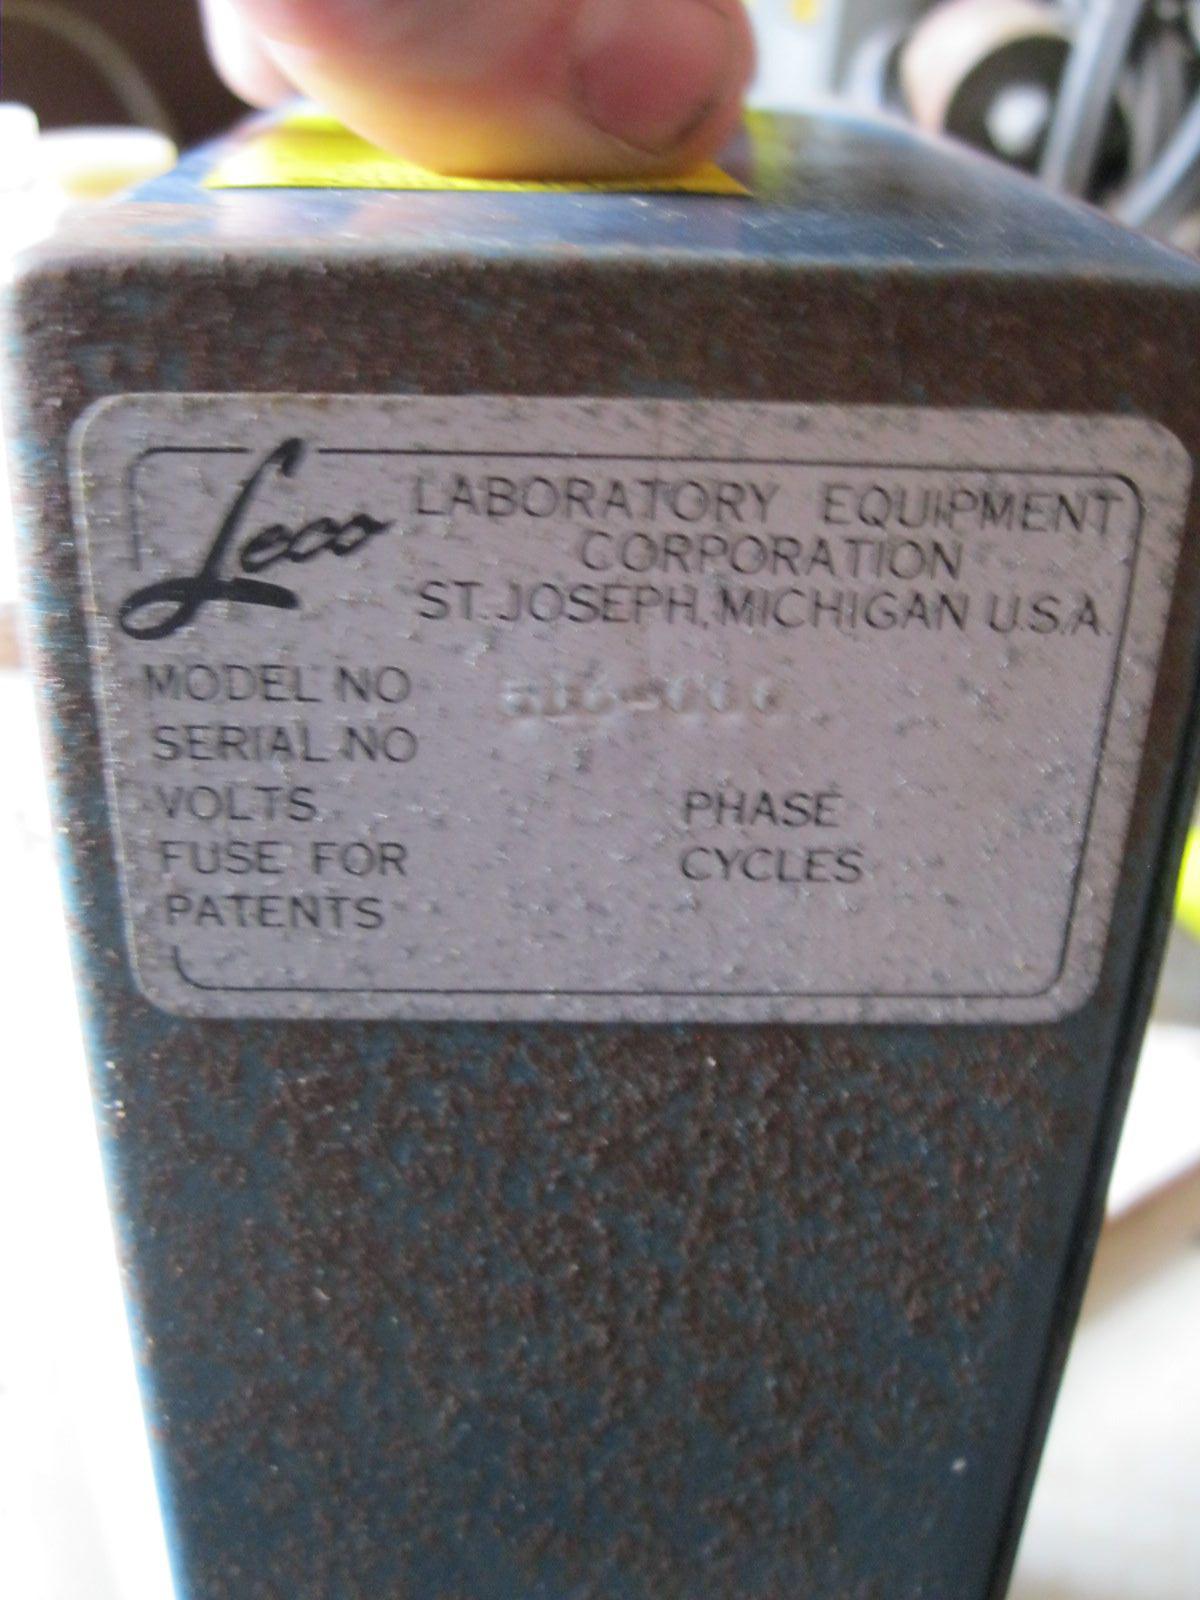 Leco LABORATORY EQUIPMENT
CORPORATION
ST. JOSEPH, MICHIGAN U.S.A.
MODEL NO
SERIAL NO
VOLTS PHASE
FUSE FOR CYCLES
PATENTS